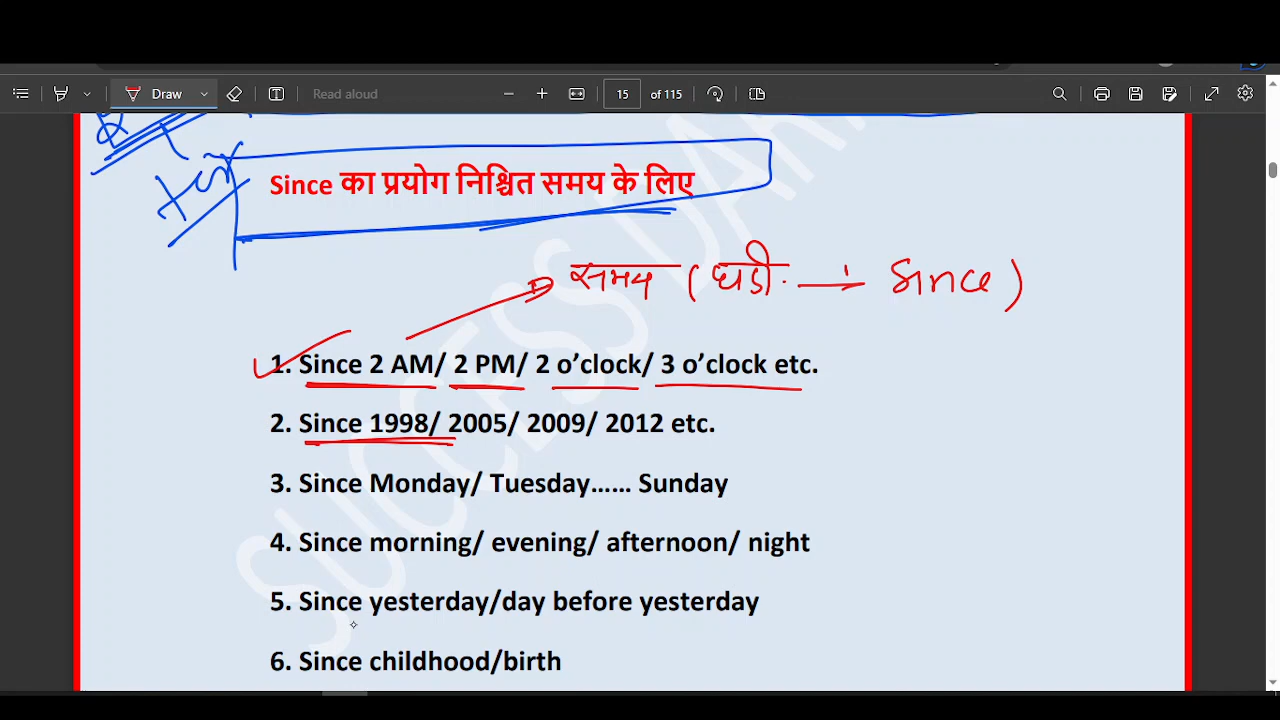 Draw
Read aloud
15 of 115
Since का प्रयोग निश्चित समय के लिए
समय ( घडी → Since )
1. Since 2 AM/ 2 PM/ 2 o’clock/ 3 o’clock etc.
2. Since 1998/ 2005/ 2009/ 2012 etc.
3. Since Monday/ Tuesday…… Sunday
4. Since morning/ evening/ afternoon/ night
5. Since yesterday/day before yesterday
6. Since childhood/birth